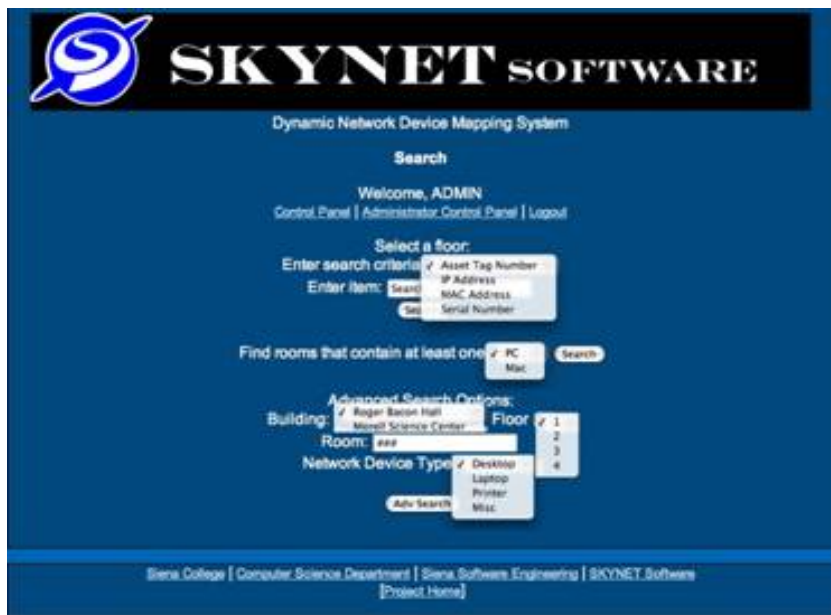 SKYNET SOFTWARE
Dynamic Network Device Mapping System
Search
Welcome, ADMIN
Control Panel | Administrator Control Panel | Logout
Select a floor:
Enter search criteria ✓ Asset Tag Number
IP Address
Enter item: Search
MAC Address
Serial Number
Find rooms that contain at least one ✓ PC Search
Mac
Advanced Search Options:
Building: ✓ Roger Bacon Hall Floor ✓ 1
Morell Science Center 2
Room: ### 3
4
Network Device Type ✓ Desktop
Laptop
Printer
Adv Search Misc
Siena College | Computer Science Department | Siena Software Engineering | SKYNET Software
[Project Home]